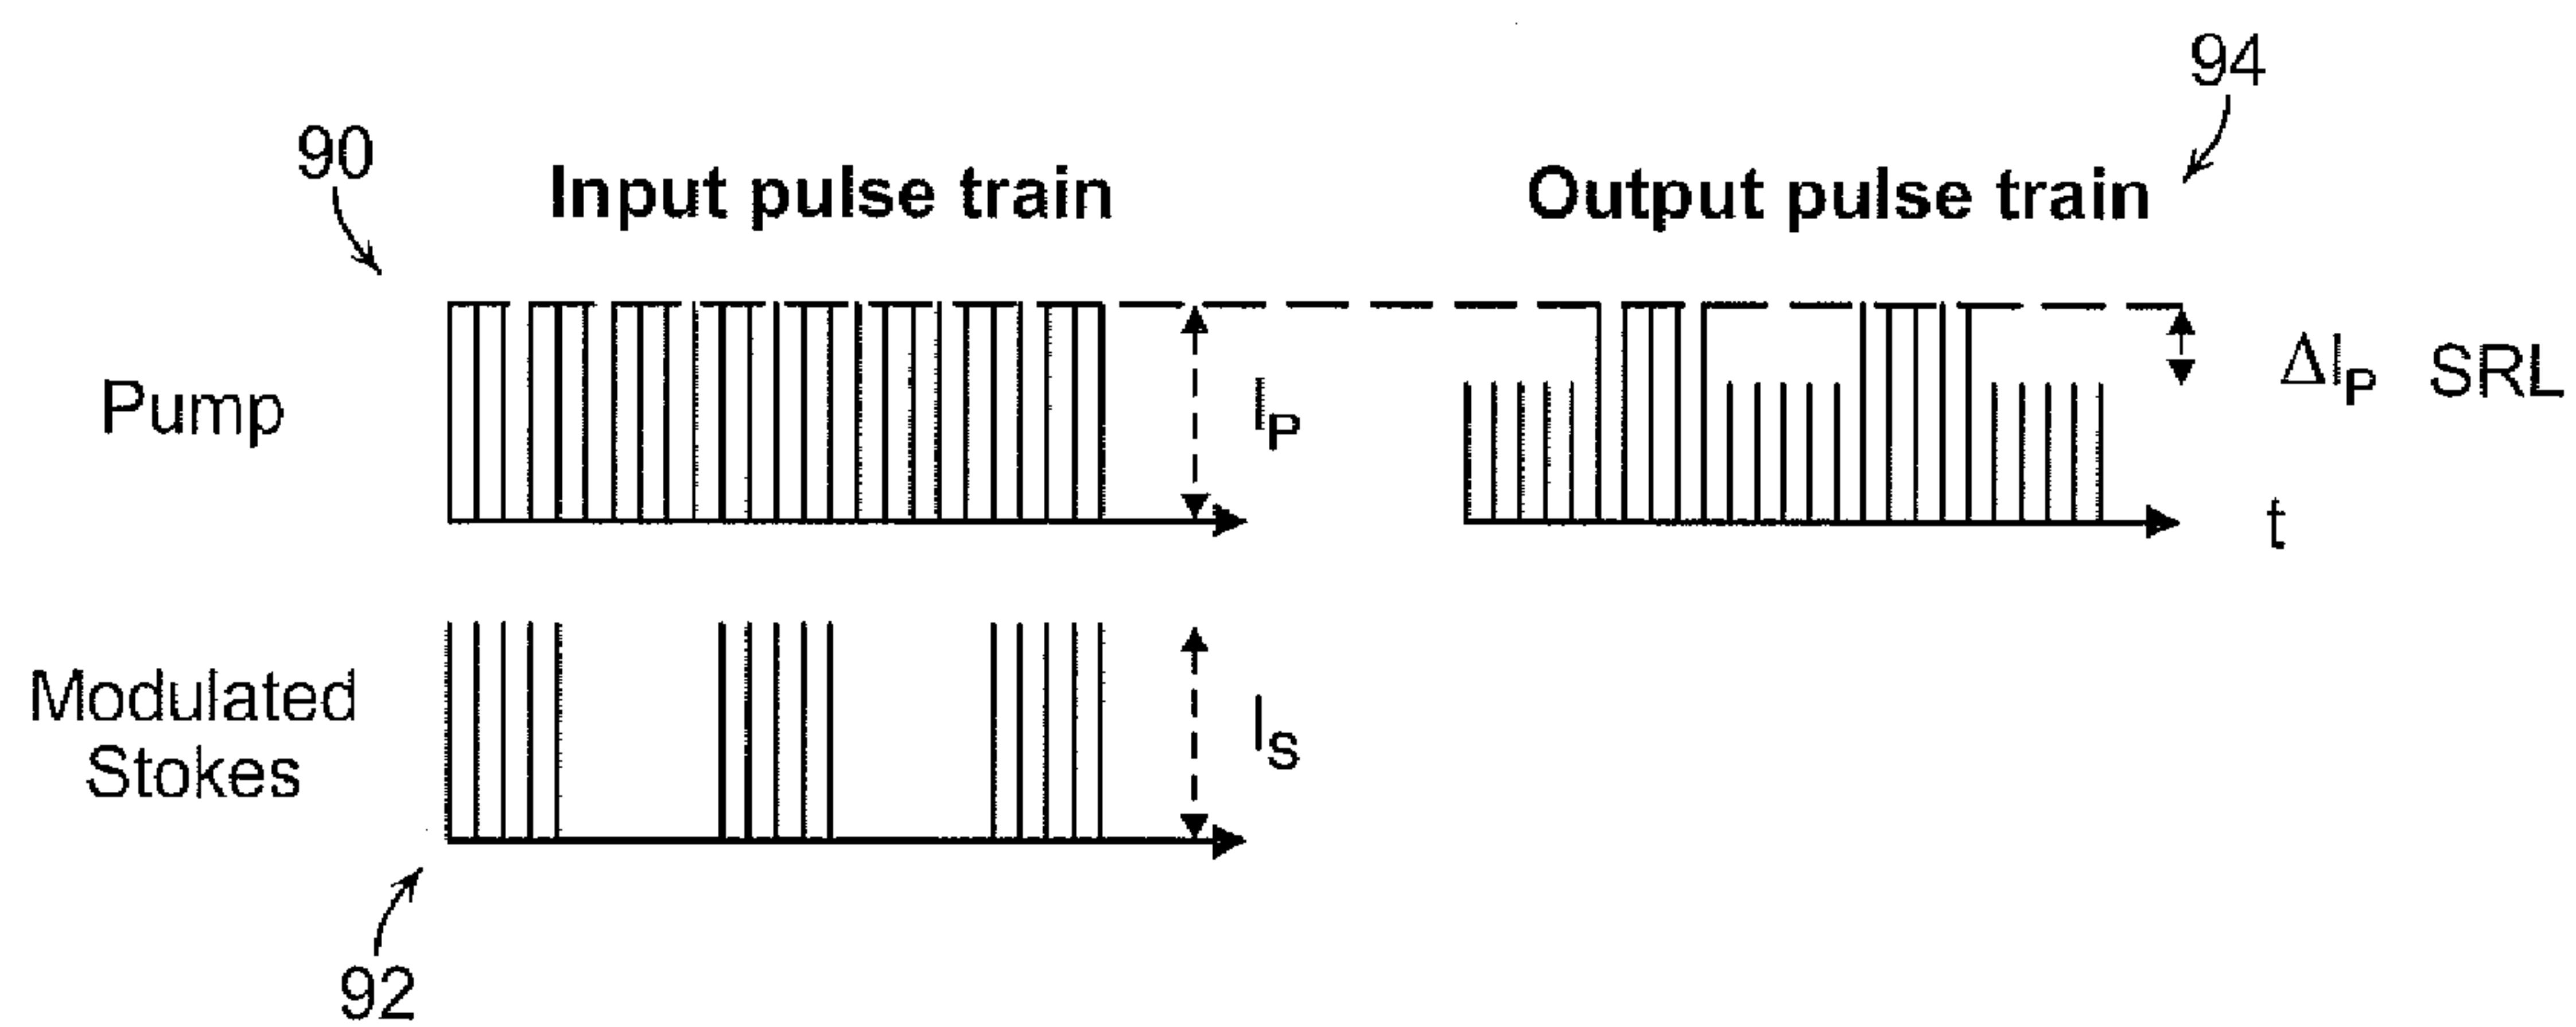 94
90
Input pulse train
Output pulse train
Pump
IP
ΔIP SRL
t
Modulated
Stokes
IS
92